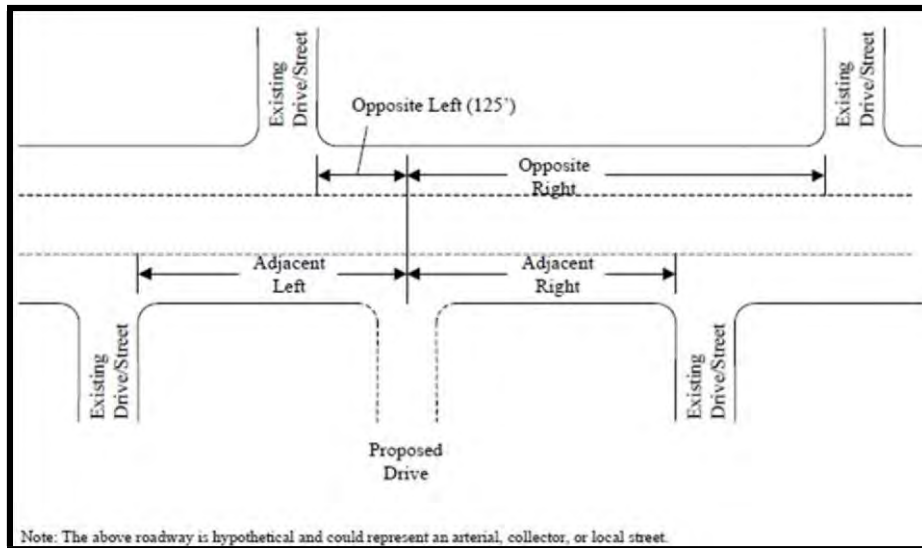 Existing
Drive/Street
Existing
Drive/Street
Opposite Left (125’)
Opposite
Right
Adjacent
Left
Adjacent
Right
Existing
Drive/Street
Existing
Drive/Street
Proposed
Drive
Note: The above roadway is hypothetical and could represent an arterial, collector, or local street.